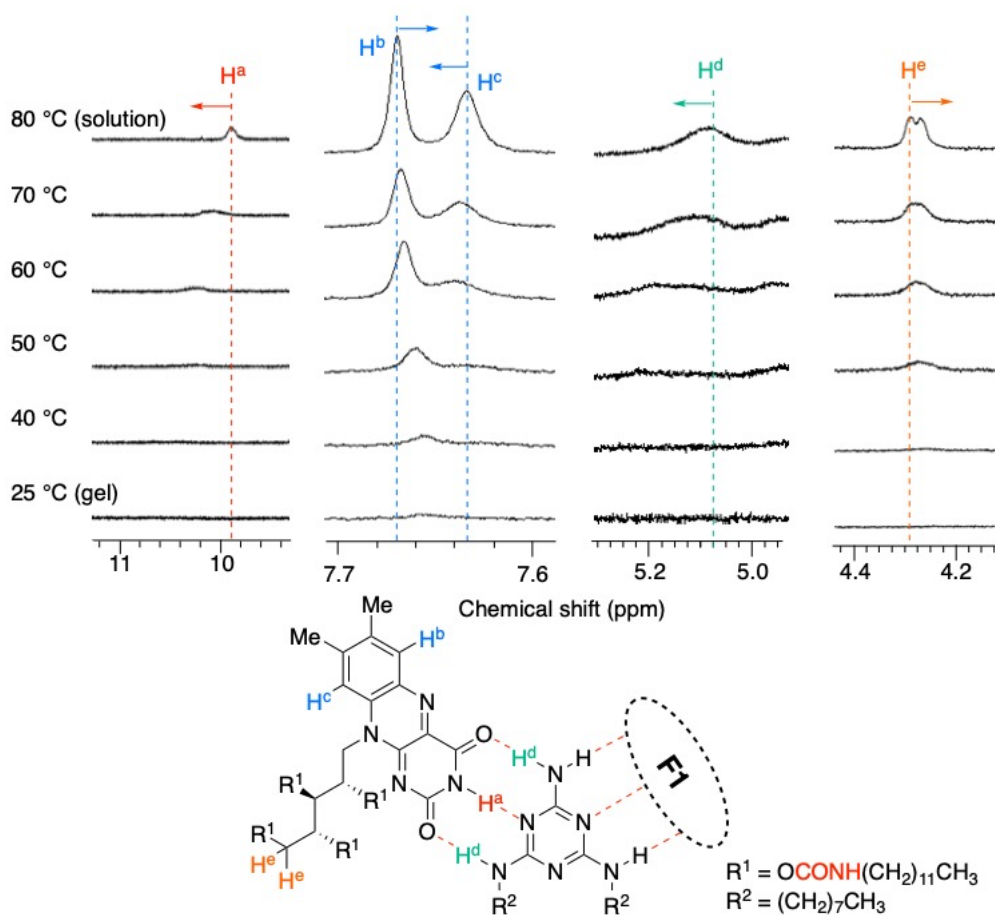 Hᵃ Hᵇ Hᶜ Hᵈ Hᵉ
80 °C (solution)
70 °C
60 °C
50 °C
40 °C
25 °C (gel)
11 10 7.7 7.6 5.2 5.0 4.4 4.2
Chemical shift (ppm)
Me
Me Hᵇ
Hᶜ N
N O
Hᵈ H
R¹ N N N F1
R¹ Hᵃ N N
R¹ R¹ O
Hᵉ Hᵈ N H
Hᵉ N N
R² R²
R¹ = OCONH(CH₂)₁₁CH₃
R² = (CH₂)₇CH₃